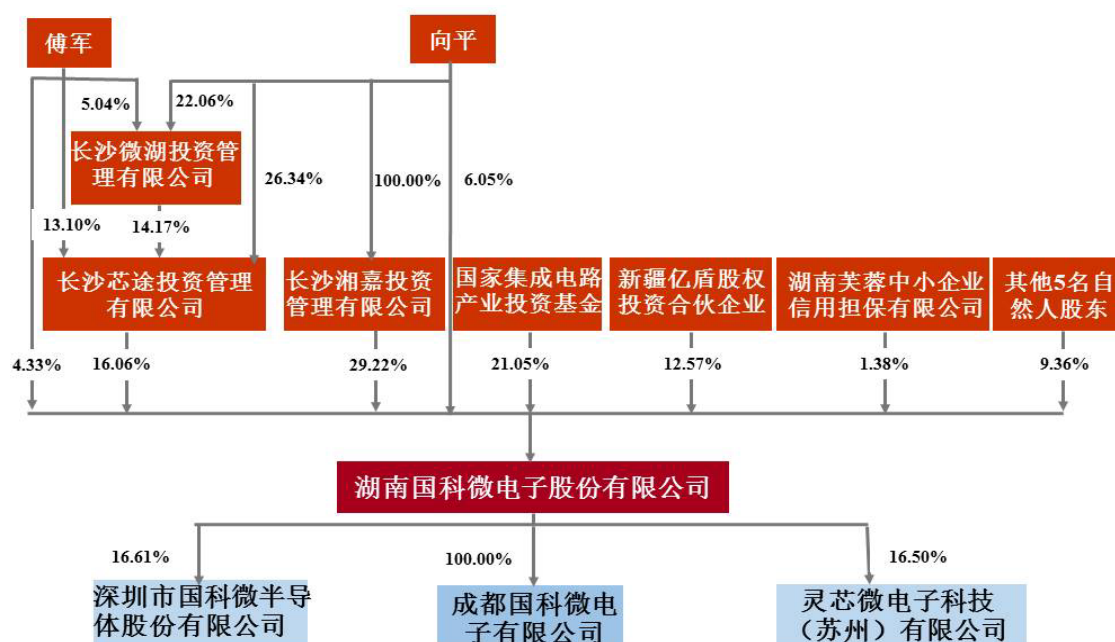 傅军
向平
5.04%
22.06%
长沙微湖投资管
理有限公司
26.34%
100.00%
6.05%
13.10%
14.17%
长沙芯途投资管理
有限公司
长沙湘嘉投资
管理有限公司
国家集成电路
产业投资基金
新疆亿盾股权
投资合伙企业
湖南芙蓉中小企业
信用担保有限公司
其他5名自
然人股东
4.33%
16.06%
29.22%
21.05%
12.57%
1.38%
9.36%
湖南国科微电子股份有限公司
16.61%
100.00%
16.50%
深圳市国科微半导
体股份有限公司
成都国科微电
子有限公司
灵芯微电子科技
（苏州）有限公司